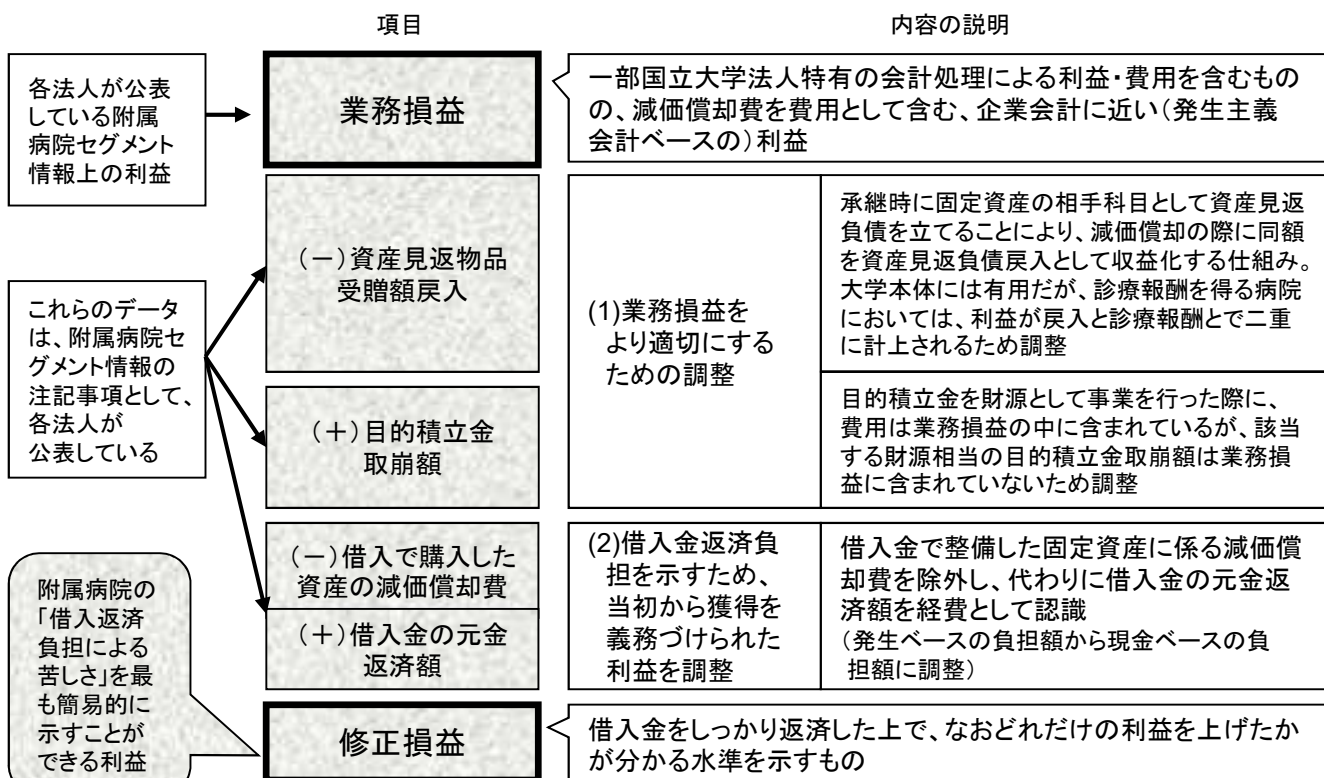 項目
内容の説明
各法人が公表
している附属
病院セグメント
情報上の利益
業務損益
一部国立大学法人特有の会計処理による利益・費用を含むもの
の、減価償却費を費用として含む、企業会計に近い（発生主義
会計ベースの）利益
これらのデータ
は、附属病院セ
グメント情報の
注記事項として、
各法人が
公表している
（－）資産見返物品
受贈額戻入
(1)業務損益を
より適切にする
ための調整
承継時に固定資産の相手科目として資産見返
負債を立てることにより、減価償却の際に同額
を資産見返負債戻入として収益化する仕組み。
大学本体には有用だが、診療報酬を得る病院
においては、利益が戻入と診療報酬とで二重
に計上されるため調整
（＋）目的積立金
取崩額
目的積立金を財源として事業を行った際に、
費用は業務損益の中に含まれているが、該当
する財源相当の目的積立金取崩額は業務損
益に含まれていないため調整
（－）借入で購入した
資産の減価償却費
（＋）借入金の元金
返済額
(2)借入金返済負
担を示すため、
当初から獲得を
義務づけられた
利益を調整
借入金で整備した固定資産に係る減価償
却費を除外し、代わりに借入金の元金返
済額を経費として認識
（発生ベースの負担額から現金ベースの負
担額に調整）
附属病院の
「借入返済
負担による
苦しさ」を最
も簡易的に
示すことが
できる利益
修正損益
借入金をしっかり返済した上で、なおどれだけの利益を上げたか
が分かる水準を示すもの